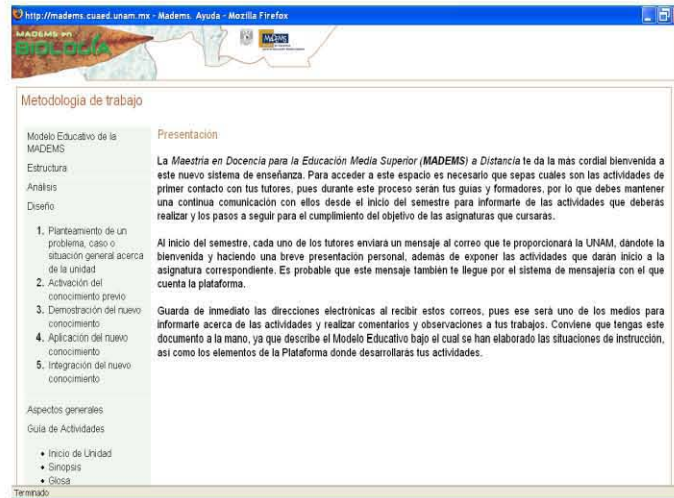 http://madems.cuaed.unam.mx - Madems. Ayuda - Mozilla Firefox
MADEMS en
BIOLOGÍA
MADEMS
Metodología de trabajo
Modelo Educativo de la
MADEMS
Estructura
Análisis
Diseño
1. Planteamiento de un
problema, caso o
situación general acerca
de la unidad
2. Activación del
conocimiento previo
3. Demostración del nuevo
conocimiento
4. Aplicación del nuevo
conocimiento
5. Integración del nuevo
conocimiento
Aspectos generales
Guía de Actividades
• Inicio de Unidad
• Sinopsis
• Glosa
Presentación
La Maestría en Docencia para la Educación Media Superior (MADEMS) a Distancia te da la más cordial bienvenida a
este nuevo sistema de enseñanza. Para acceder a este espacio es necesario que sepas cuáles son las actividades de
primer contacto con tus tutores, pues durante este proceso serán tus guías y formadores, por lo que debes mantener
una continua comunicación con ellos desde el inicio del semestre para informarte de las actividades que deberás
realizar y los pasos a seguir para el cumplimiento del objetivo de las asignaturas que cursarás.
Al inicio del semestre, cada uno de los tutores enviará un mensaje al correo que te proporcionará la UNAM, dándote la
bienvenida y haciendo una breve presentación personal, además de exponer las actividades que darán inicio a la
asignatura correspondiente. Es probable que este mensaje también te llegue por el sistema de mensajería con el que
cuenta la plataforma.
Guarda de inmediato las direcciones electrónicas al recibir estos correos, pues ese será uno de los medios para
informarte acerca de las actividades y realizar comentarios y observaciones a tus trabajos. Conviene que tengas este
documento a la mano, ya que describe el Modelo Educativo bajo el cual se han elaborado las situaciones de instrucción,
así como los elementos de la Plataforma donde desarrollarás tus actividades.
Terminado